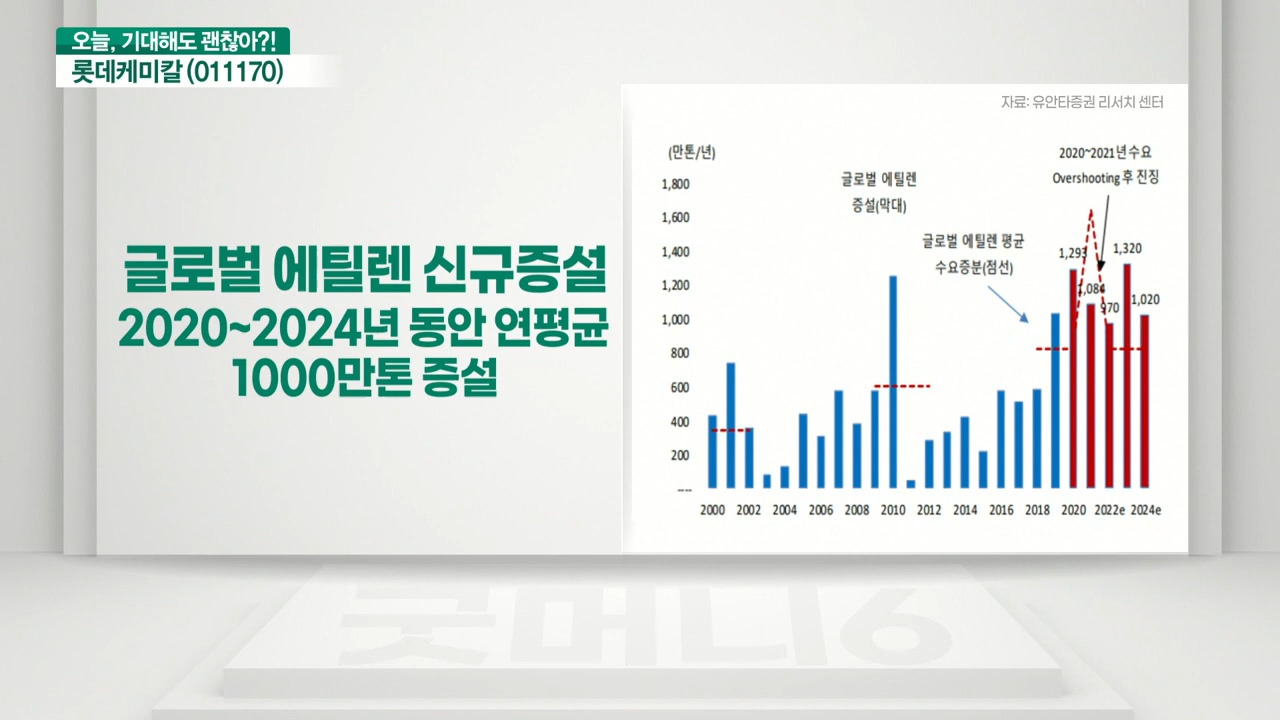 오늘, 기대해도 괜찮아?!
롯데케미칼 (011170)
글로벌 에틸렌 신규증설
2020~2024년 동안 연평균
1000만톤 증설
자료: 유안타증권 리서치 센터
(만톤/년)
글로벌 에틸렌
증설(막대)
글로벌 에틸렌 평균
수요증분(점선)
2020~2021년 수요
Overshooting 후 진징
1,800
1,600
1,400
1,200
1,000
800
600
400
200
---
1,293
1,084
970
1,320
1,020
2000 2002 2004 2006 2008 2010 2012 2014 2016 2018 2020 2022e 2024e
굿머니6